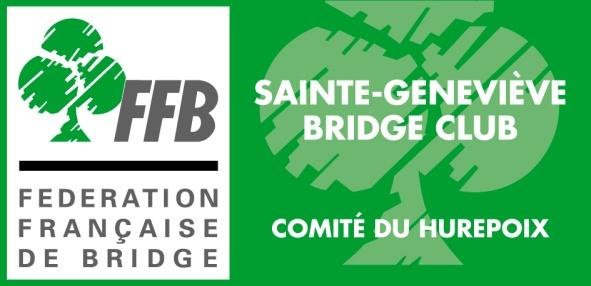 FFB
FEDERATION
FRANÇAISE
DE BRIDGE
SAINTE-GENEVIÈVE
BRIDGE CLUB
COMITÉ DU HUREPOIX